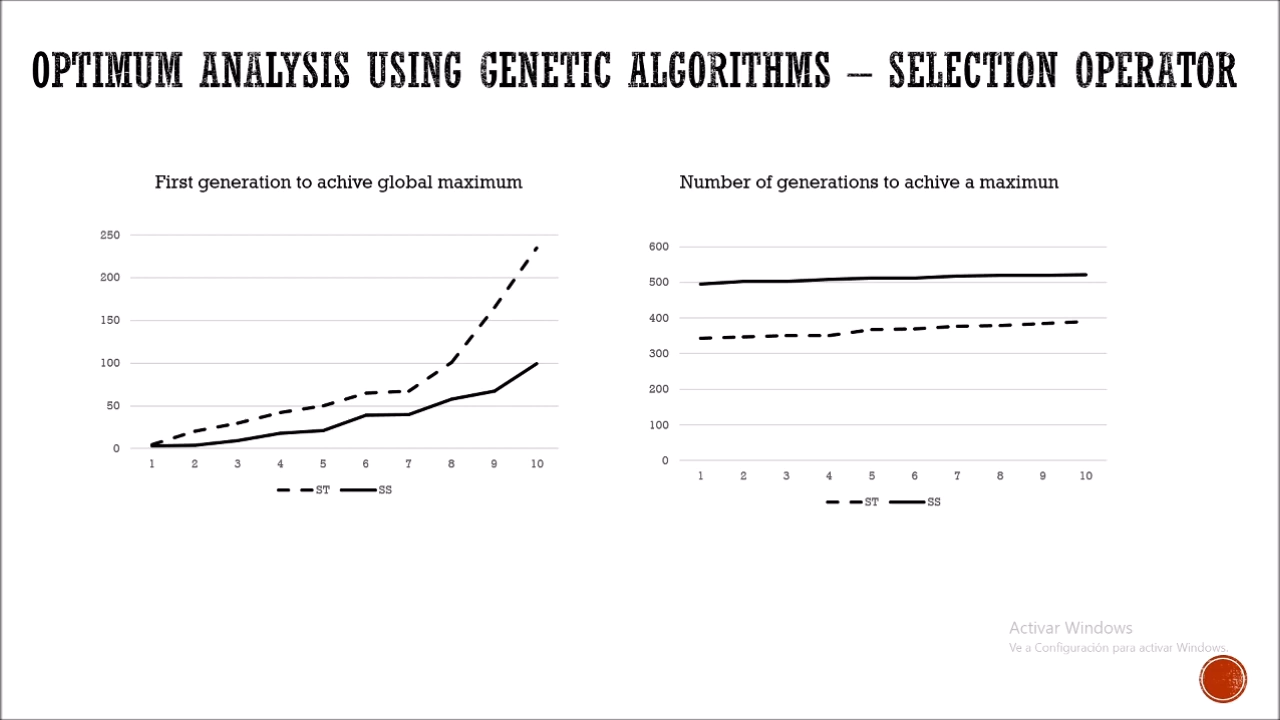 OPTIMUM ANALYSIS USING GENETIC ALGORITHMS – SELECTION OPERATOR
First generation to achive global maximum
250
200
150
100
50
0
1 2 3 4 5 6 7 8 9 10
ST SS
Number of generations to achive a maximun
600
500
400
300
200
100
0
1 2 3 4 5 6 7 8 9 10
ST SS
Activar Windows
Ve a Configuración para activar Windows.